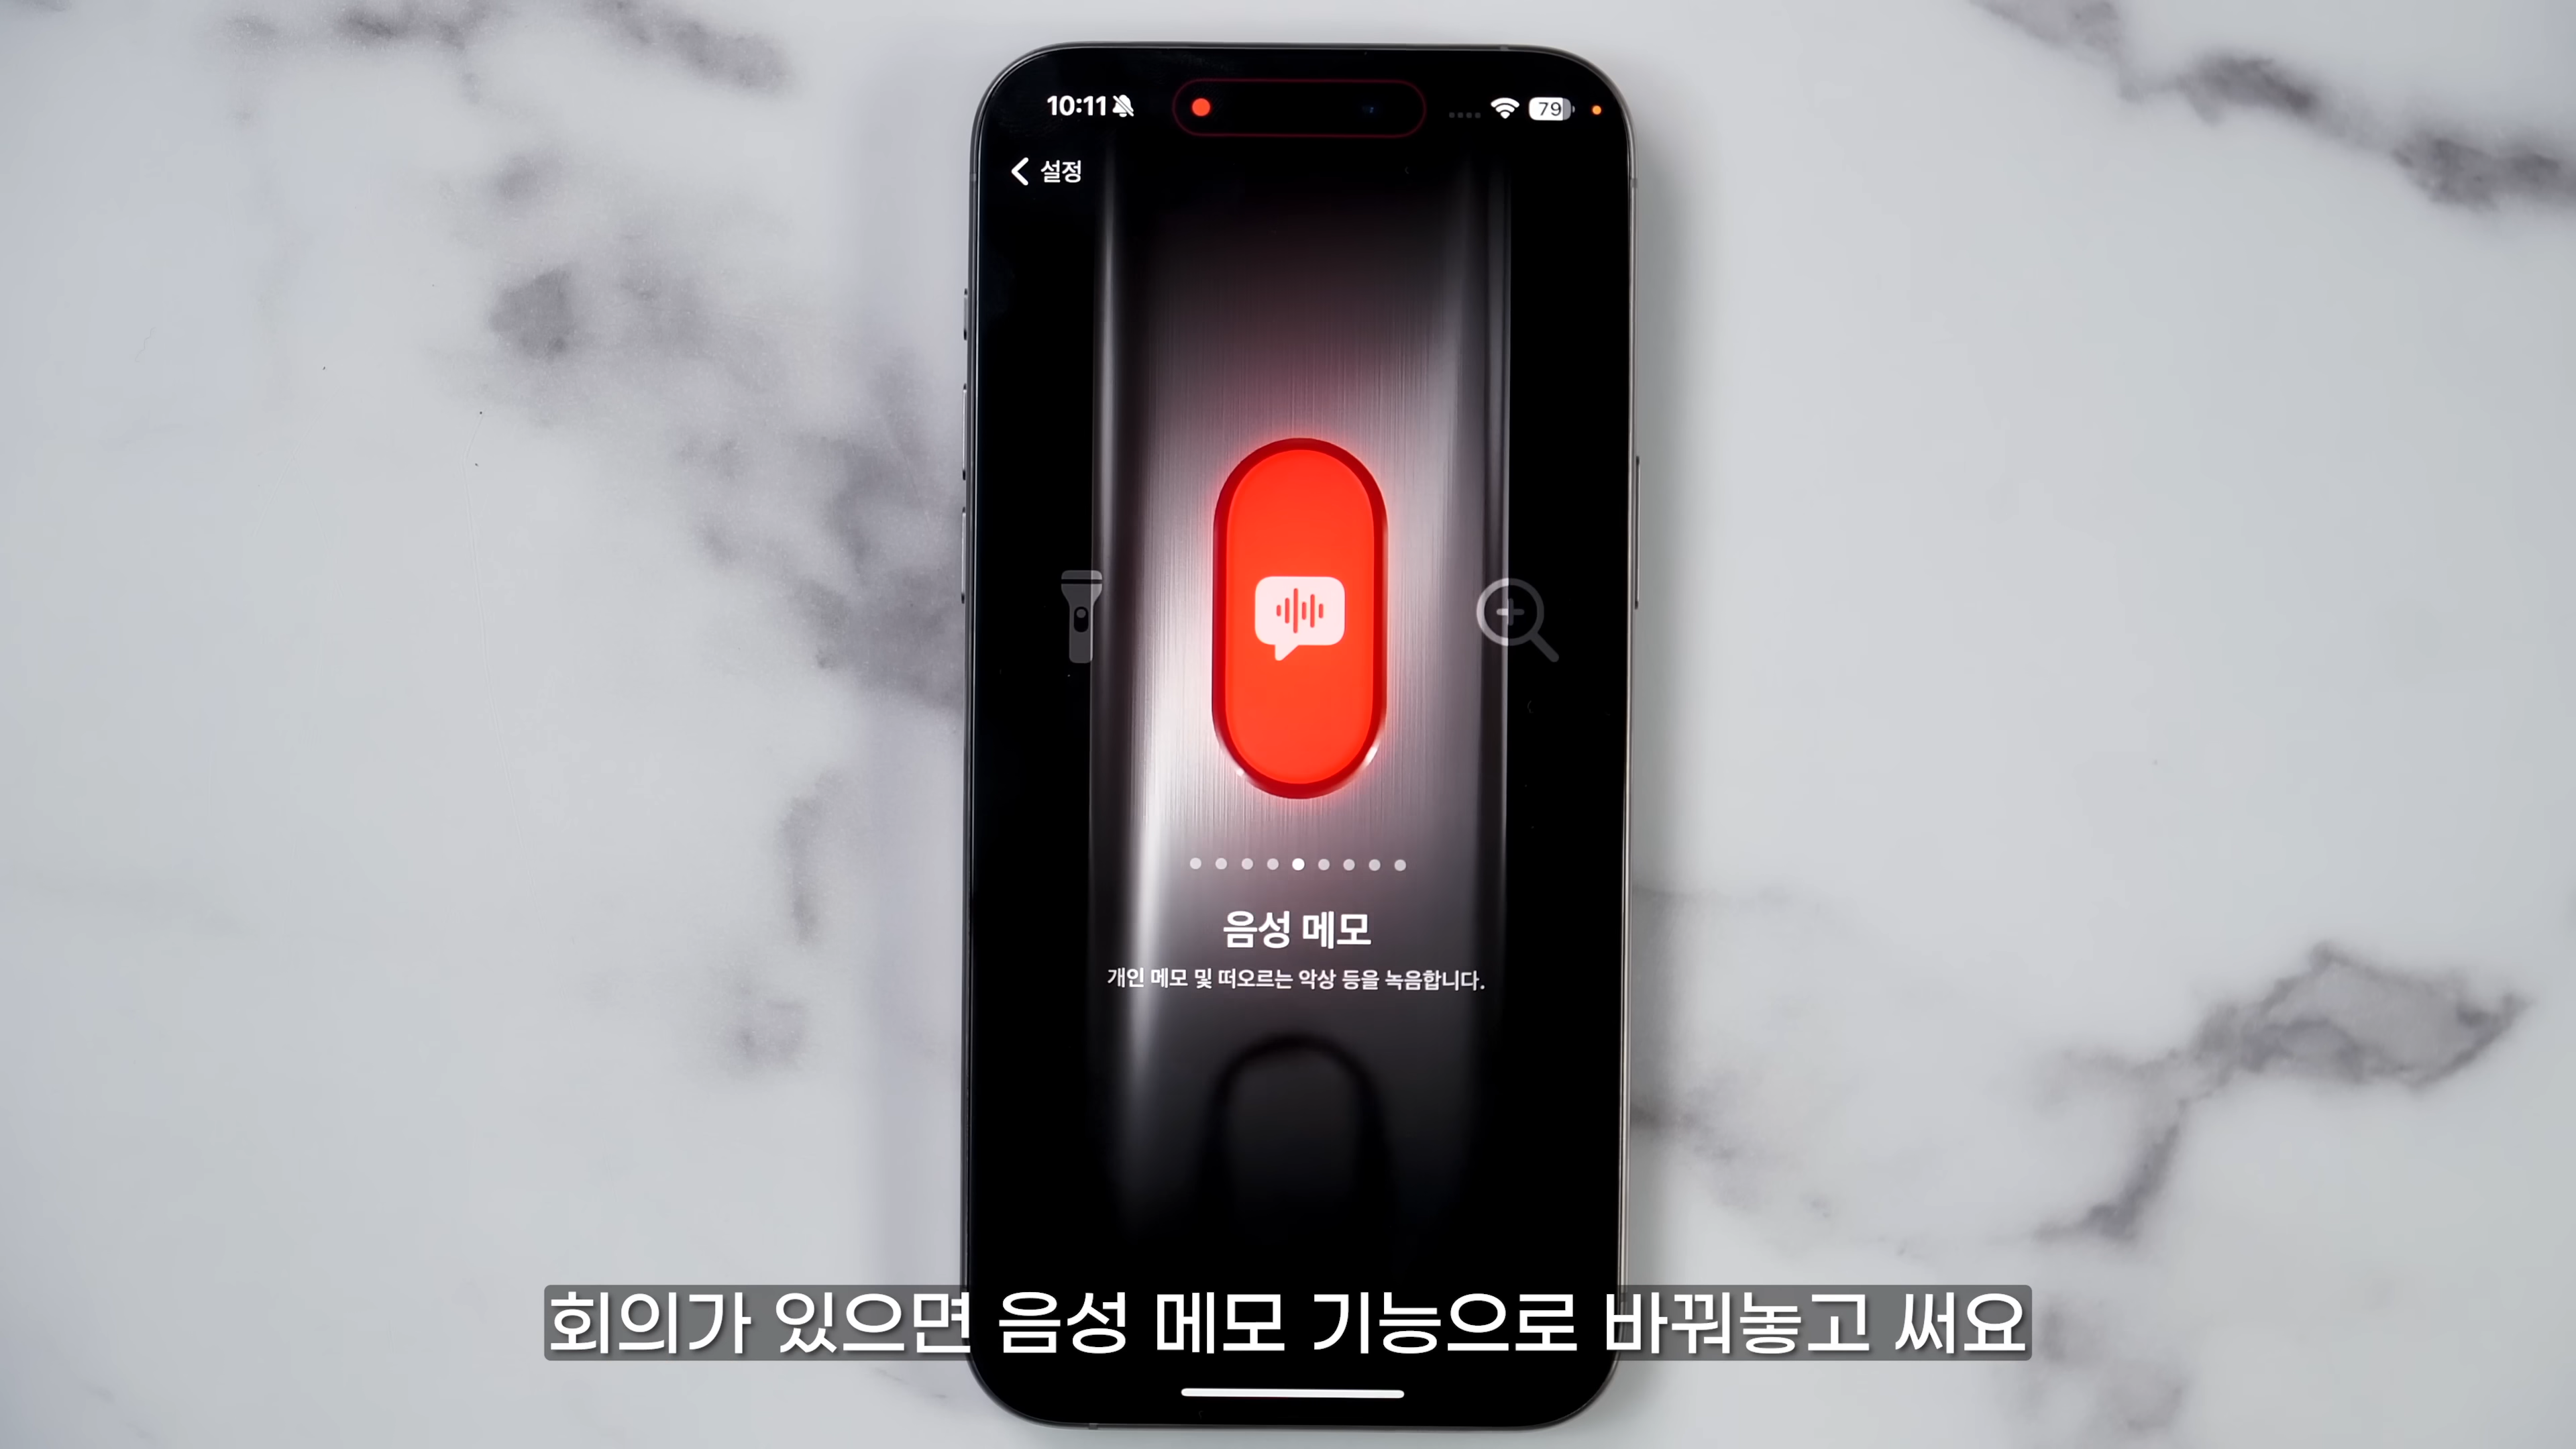 10:11
79
설정
음성 메모
개인 메모 및 떠오르는 악상 등을 녹음합니다.
회의가 있으면 음성 메모 기능으로 바꿔놓고 써요